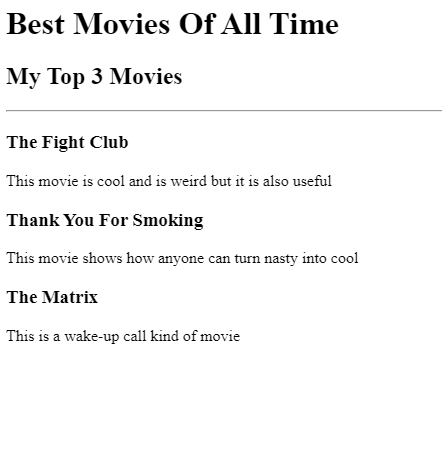 Best Movies Of All Time
My Top 3 Movies
The Fight Club
This movie is cool and is weird but it is also useful
Thank You For Smoking
This movie shows how anyone can turn nasty into cool
The Matrix
This is a wake-up call kind of movie